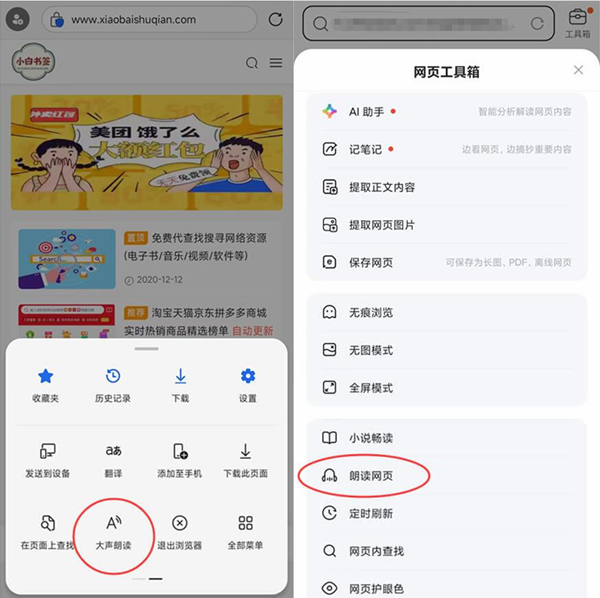 www.xiaobaishuqian.com
小白书签
外卖红包
美团 饿了么
大额红包
天天免费领
Search...
置顶 免费代查找搜寻网络资源
(电子书/音乐/视频/软件等)
2020-12-12
推荐 淘宝天猫京东拼多多商城
实时热销商品精选榜单 自动更新
收藏夹
历史记录
下载
设置
发送到设备
翻译
添加至手机
下载此页面
在页面上查找
大声朗读
退出浏览器
全部菜单
工具箱
网页工具箱
AI 助手
智能分析解读网页内容
记笔记
边看网页，边摘抄重要内容
提取正文内容
提取网页图片
保存网页
可保存为长图、PDF、离线网页
无痕浏览
无图模式
全屏模式
小说畅读
朗读网页
定时刷新
网页内查找
网页护眼色